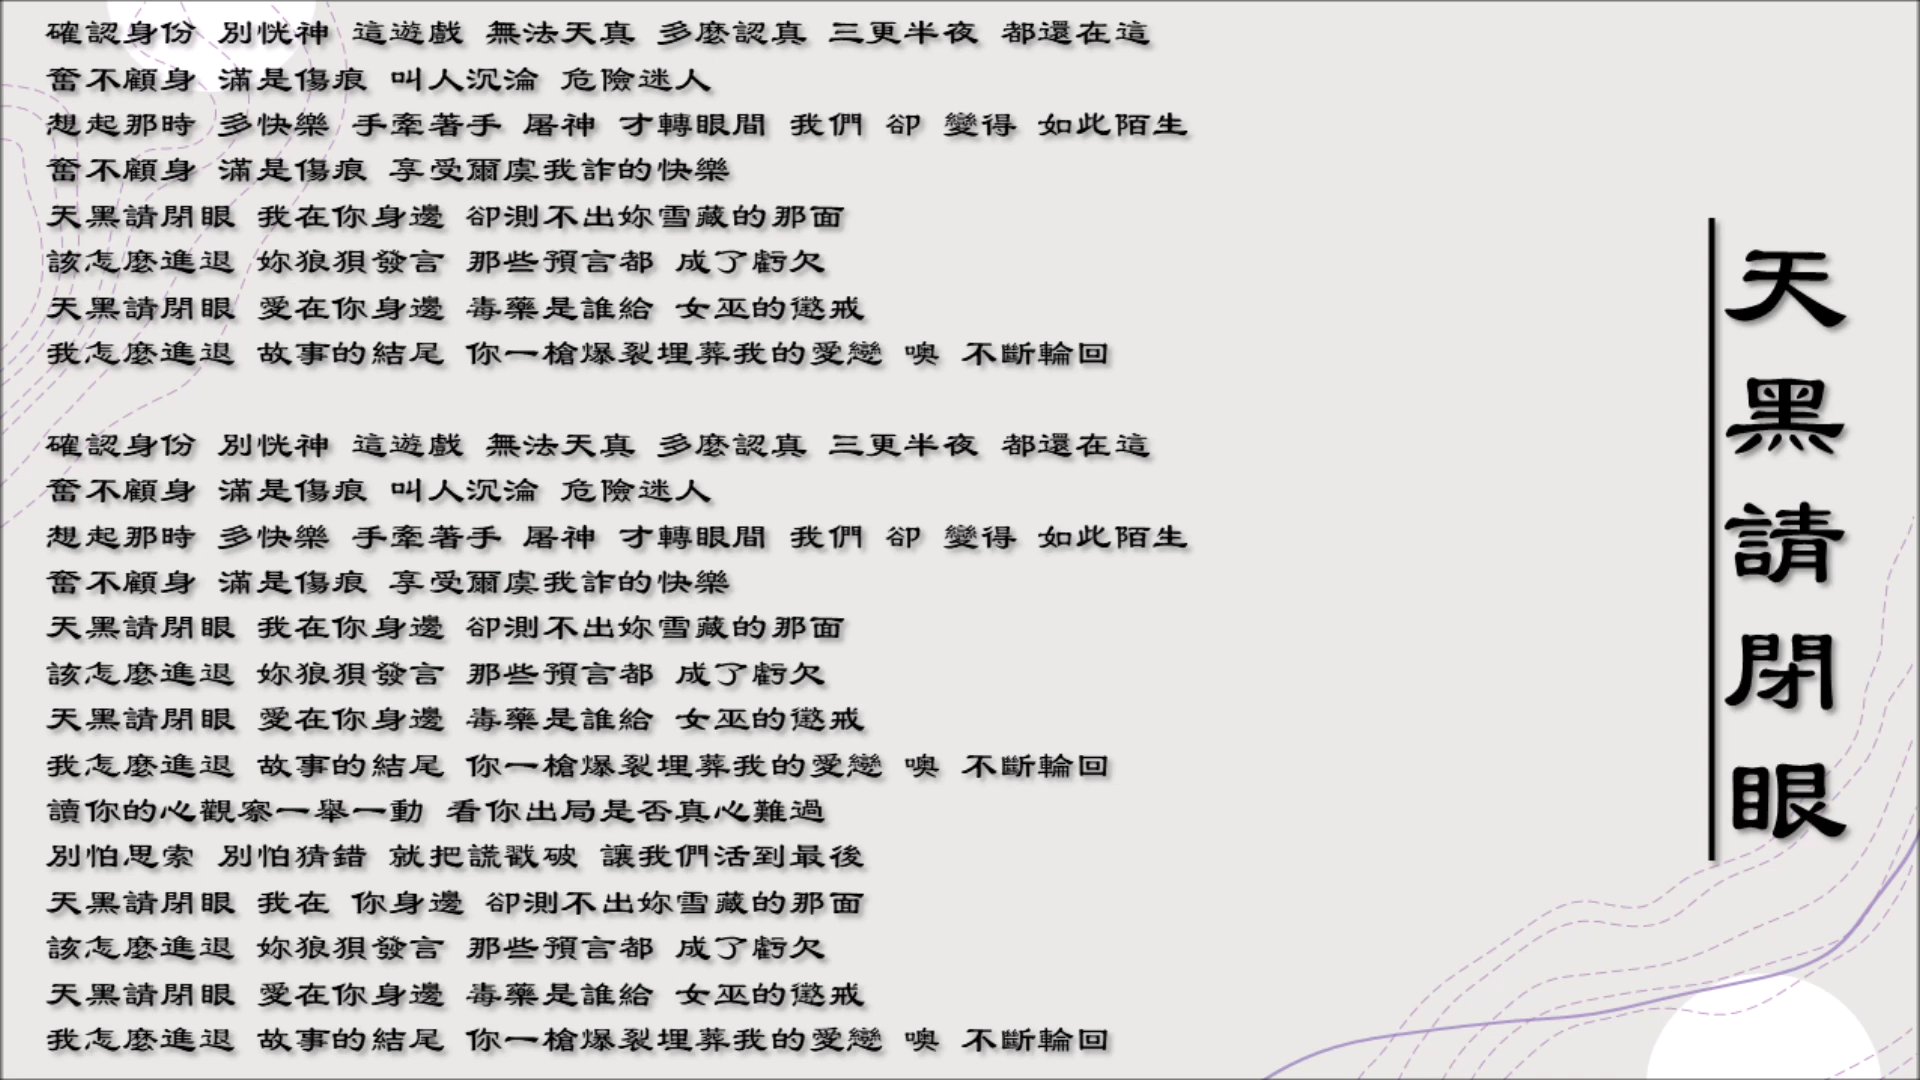 確認身份 別恍神 這遊戲 無法天真 多麼認真 三更半夜 都還在這
奮不顧身 滿是傷痕 叫人沉淪 危險迷人
想起那時 多快樂 手牽著手 屠神 才轉眼間 我們 卻 變得 如此陌生
奮不顧身 滿是傷痕 享受爾虞我詐的快樂
天黑請閉眼 我在你身邊 卻測不出妳雪藏的那面
該怎麼進退 妳狼狽發言 那些預言都 成了虧欠
天黑請閉眼 愛在你身邊 毒藥是誰給 女巫的懲戒
我怎麼進退 故事的結尾 你一槍爆裂埋葬我的愛戀 噢 不斷輪回
確認身份 別恍神 這遊戲 無法天真 多麼認真 三更半夜 都還在這
奮不顧身 滿是傷痕 叫人沉淪 危險迷人
想起那時 多快樂 手牽著手 屠神 才轉眼間 我們 卻 變得 如此陌生
奮不顧身 滿是傷痕 享受爾虞我詐的快樂
天黑請閉眼 我在你身邊 卻測不出妳雪藏的那面
該怎麼進退 妳狼狽發言 那些預言都 成了虧欠
天黑請閉眼 愛在你身邊 毒藥是誰給 女巫的懲戒
我怎麼進退 故事的結尾 你一槍爆裂埋葬我的愛戀 噢 不斷輪回
讀你的心觀察一舉一動 看你出局是否真心難過
別怕思索 別怕猜錯 就把謊戳破 讓我們活到最後
天黑請閉眼 我在 你身邊 卻測不出妳雪藏的那面
該怎麼進退 妳狼狽發言 那些預言都 成了虧欠
天黑請閉眼 愛在你身邊 毒藥是誰給 女巫的懲戒
我怎麼進退 故事的結尾 你一槍爆裂埋葬我的愛戀 噢 不斷輪回
天黑請閉眼